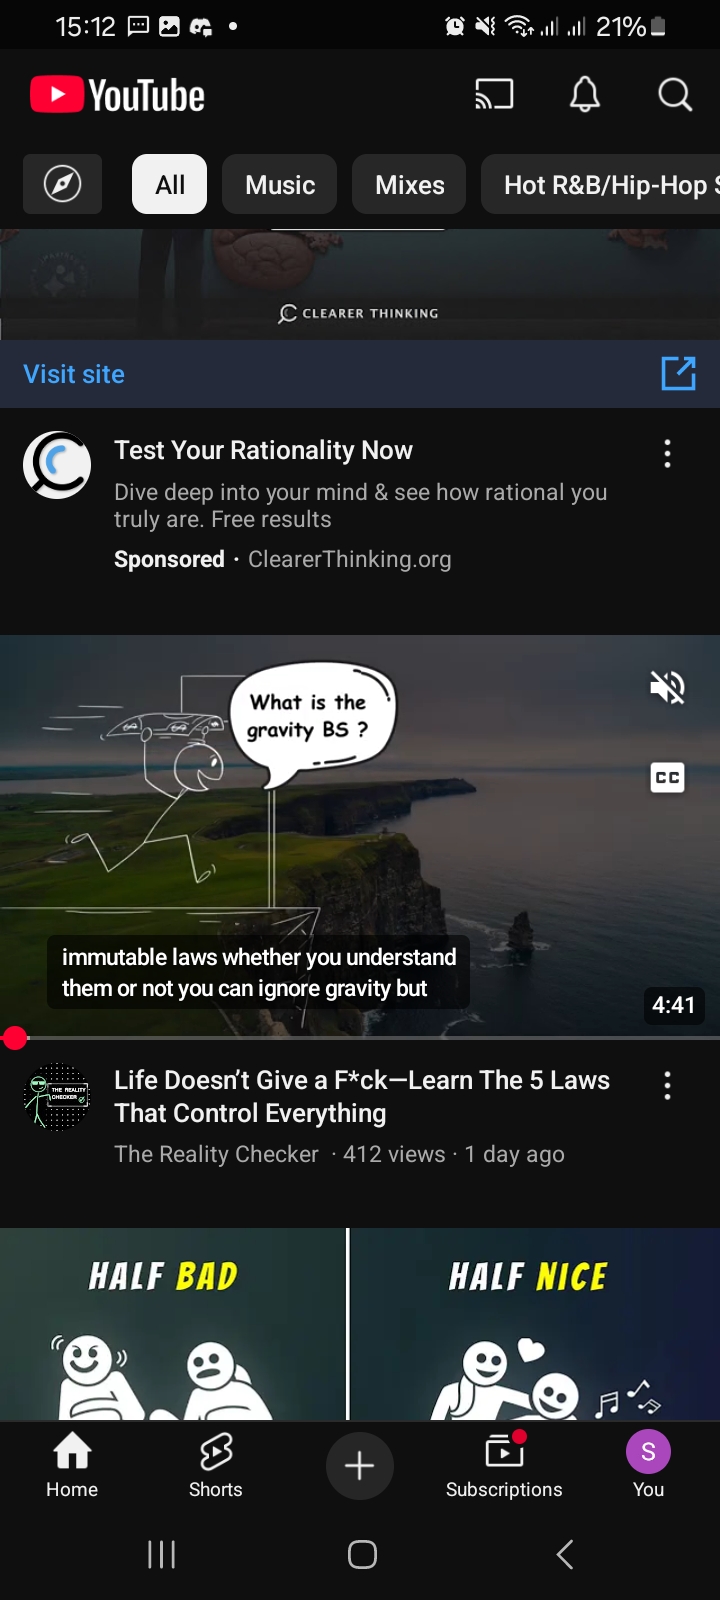 15:12
21%
YouTube
All
Music
Mixes
Hot R&B/Hip-Hop
CLEARER THINKING
Visit site
Test Your Rationality Now
Dive deep into your mind & see how rational you
truly are. Free results
Sponsored · ClearerThinking.org
What is the
gravity BS ?
CC
immutable laws whether you understand
them or not you can ignore gravity but
4:41
THE REALITY
CHECKER
Life Doesn’t Give a F*ck—Learn The 5 Laws
That Control Everything
The Reality Checker · 412 views · 1 day ago
HALF BAD
HALF NICE
Home
Shorts
Subscriptions
S
You